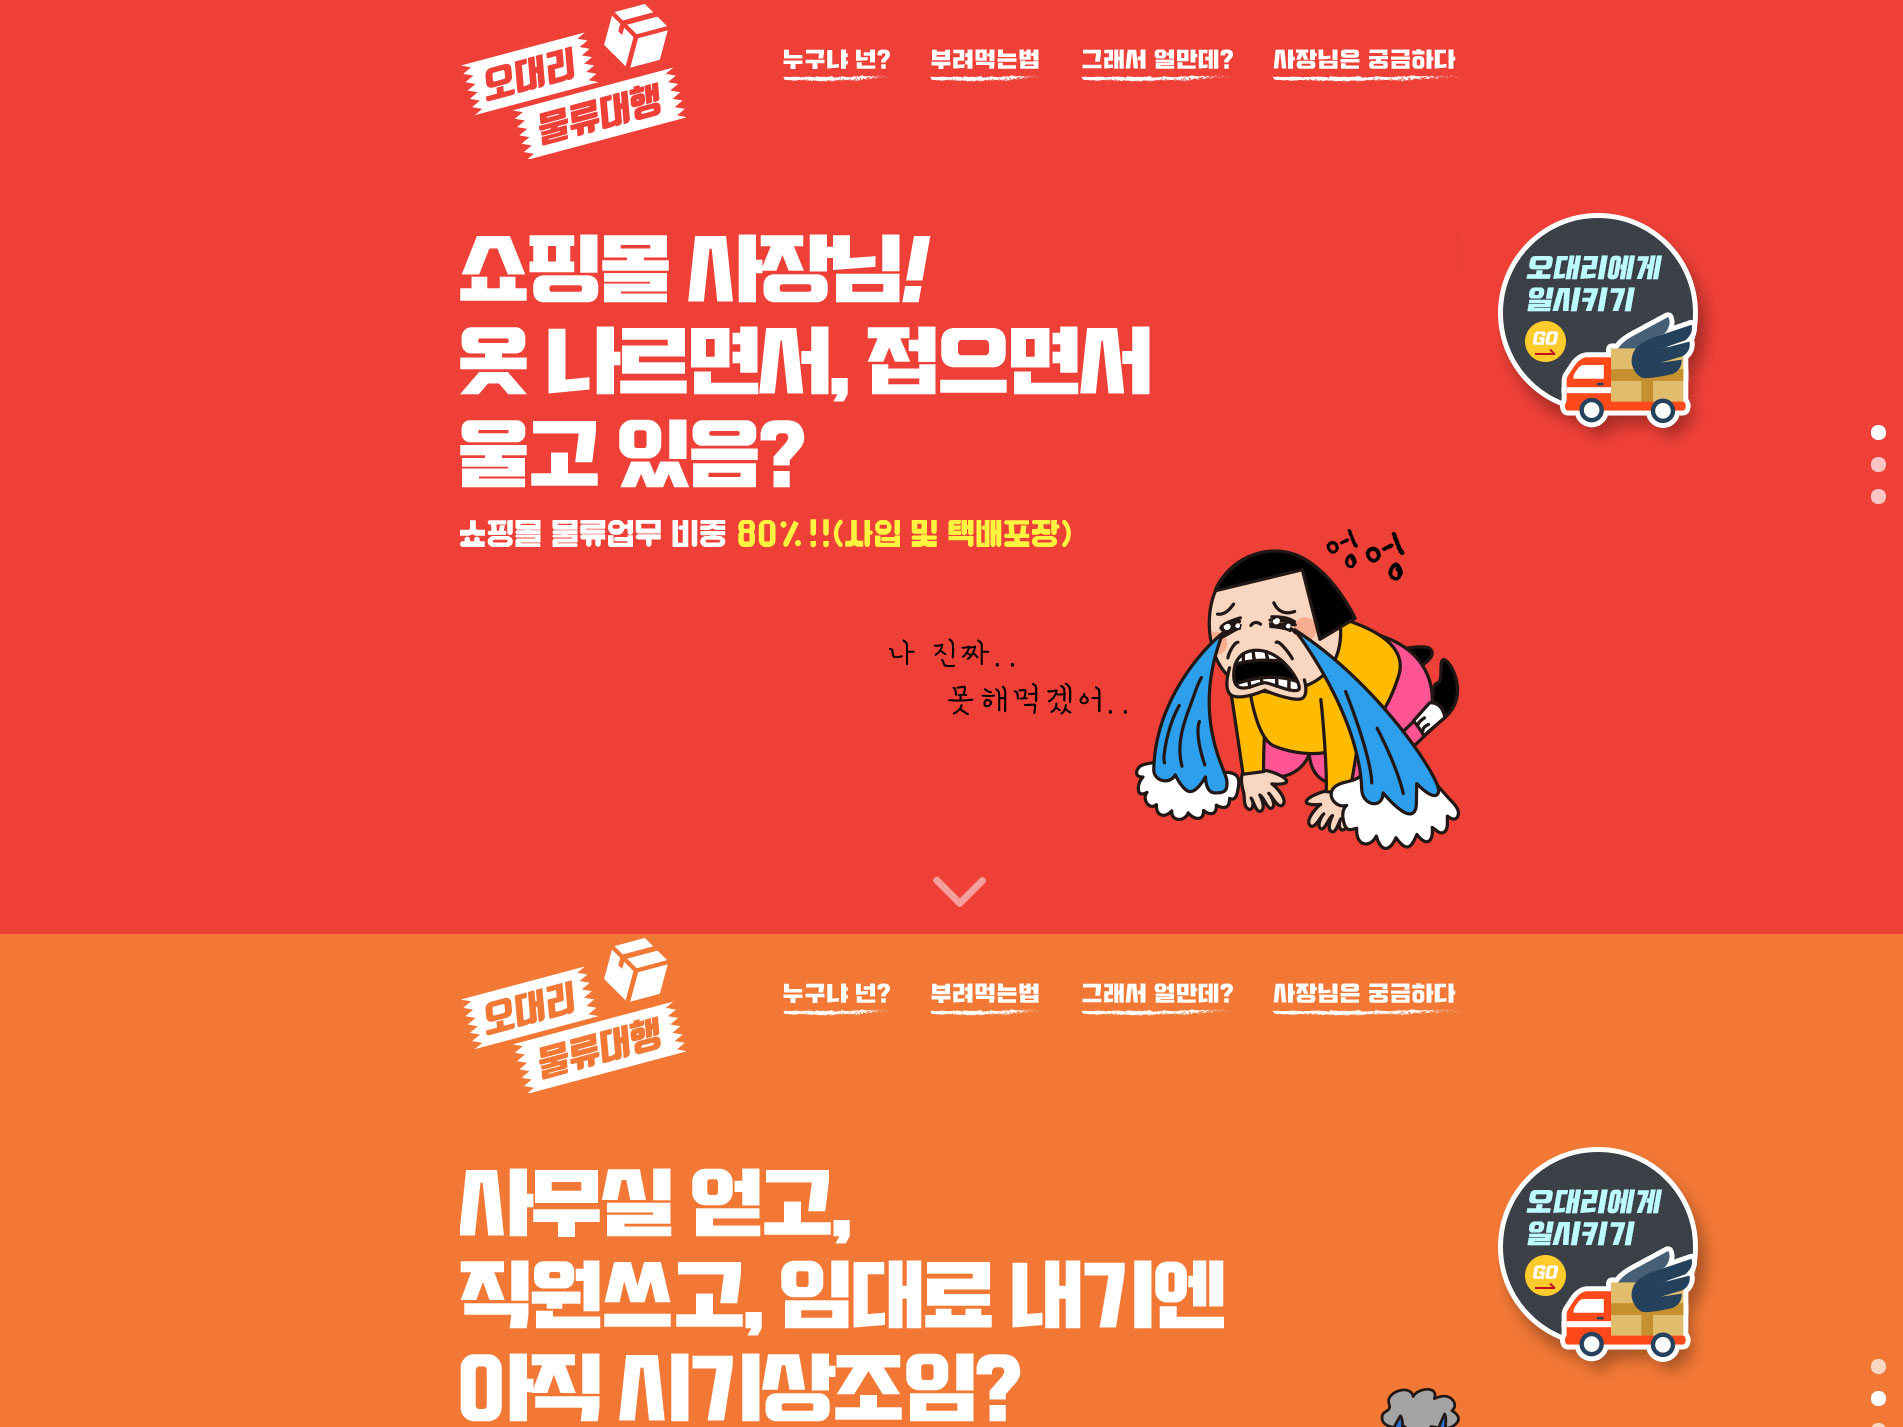 오대리
물류대행
누구냐 넌? 부려먹는법 그래서 얼만데? 사장님은 궁금하다
쇼핑몰 사장님!
옷 나르면서, 접으면서
울고 있음?
쇼핑몰 물류업무 비중 80%!!(사입 및 택배포장)
오대리에게
일시키기
GO
엉엉
나 진짜..
못해먹겠어..
오대리
물류대행
누구냐 넌? 부려먹는법 그래서 얼만데? 사장님은 궁금하다
사무실 얻고,
직원쓰고, 임대료 내기엔
아직 시기상조임?
오대리에게
일시키기
GO